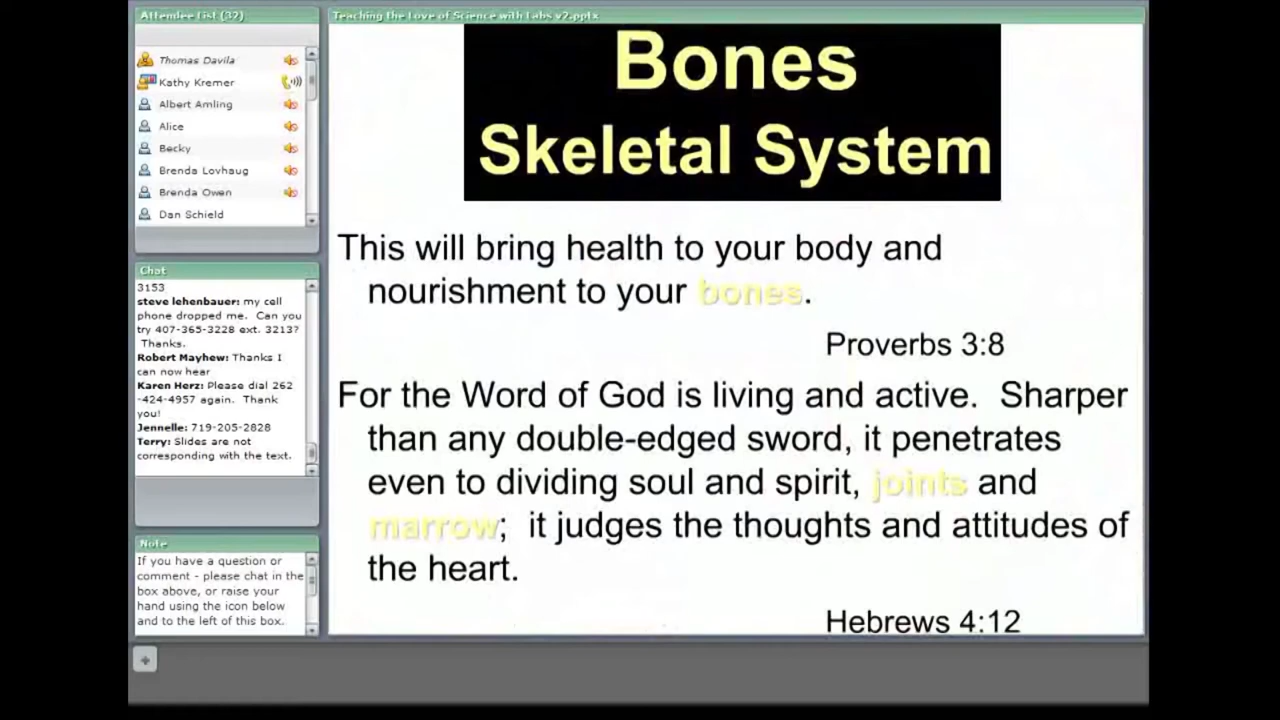 Attendee List (32)
Thomas Davila
Kathy Kremer
Albert Amling
Alice
Becky
Brenda Lovhaug
Brenda Owen
Dan Schield
Chat
3153
steve lehenbauer: my cell
phone dropped me. Can you
try 407-365-3228 ext. 3213?
Thanks.
Robert Mayhew: Thanks I
can now hear
Karen Herz: Please dial 262
-424-4957 again. Thank
you!
Jennelle: 719-205-2828
Terry: Slides are not
corresponding with the text.
Note
If you have a question or
comment - please chat in the
box above, or raise your
hand using the icon below
and to the left of this box.
Teaching the Love of Science with Labs v2.pptx
Bones
Skeletal System
This will bring health to your body and
nourishment to your bones.
Proverbs 3:8
For the Word of God is living and active. Sharper
than any double-edged sword, it penetrates
even to dividing soul and spirit, joints and
marrow; it judges the thoughts and attitudes of
the heart.
Hebrews 4:12